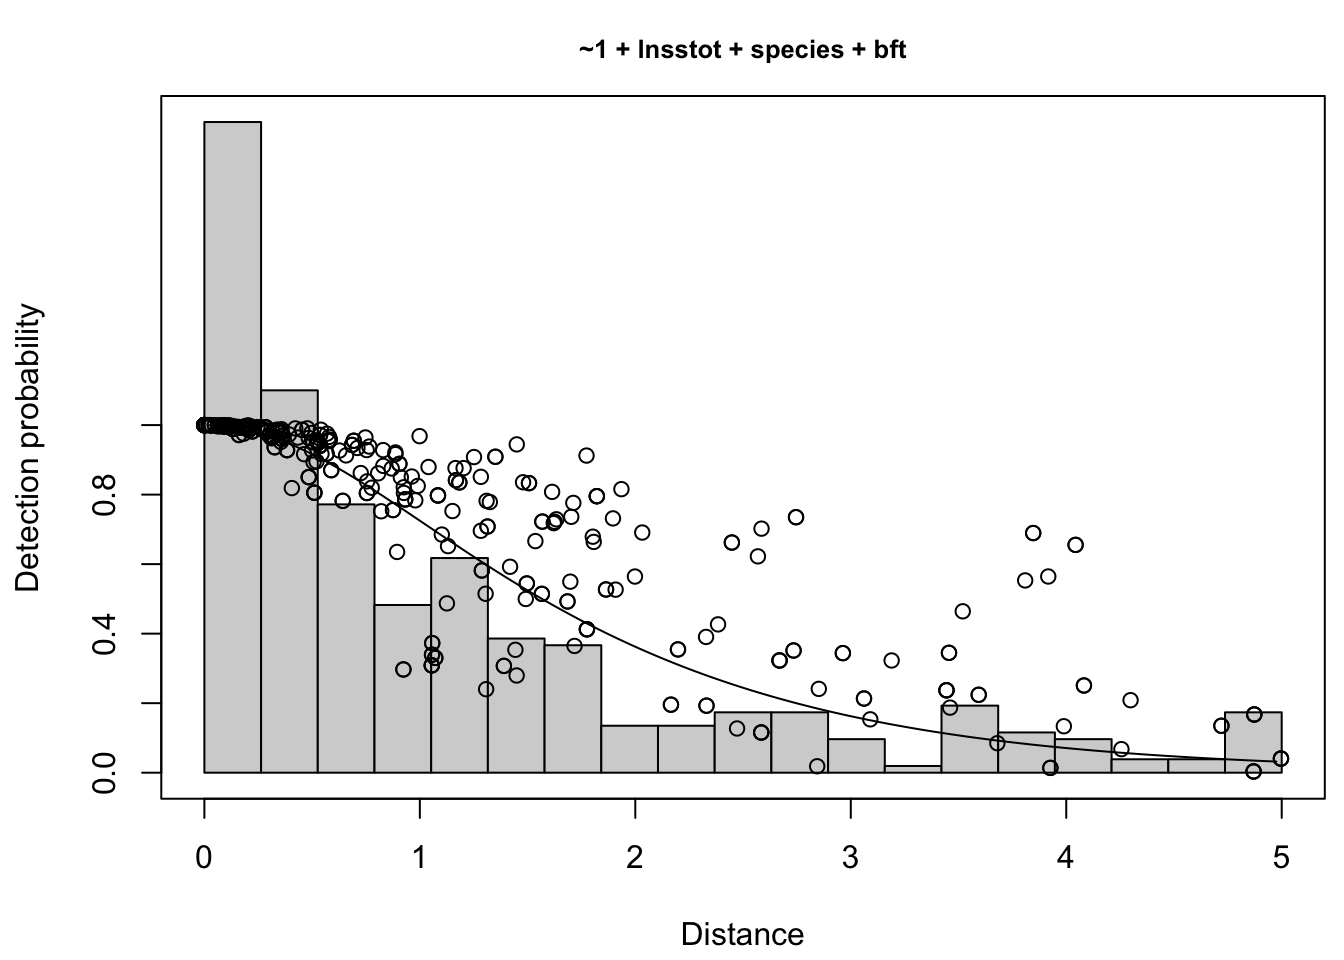 ~1 + lnsstot + species + bft
Detection probability
0.8
0.4
0.0
0 1 2 3 4 5
Distance